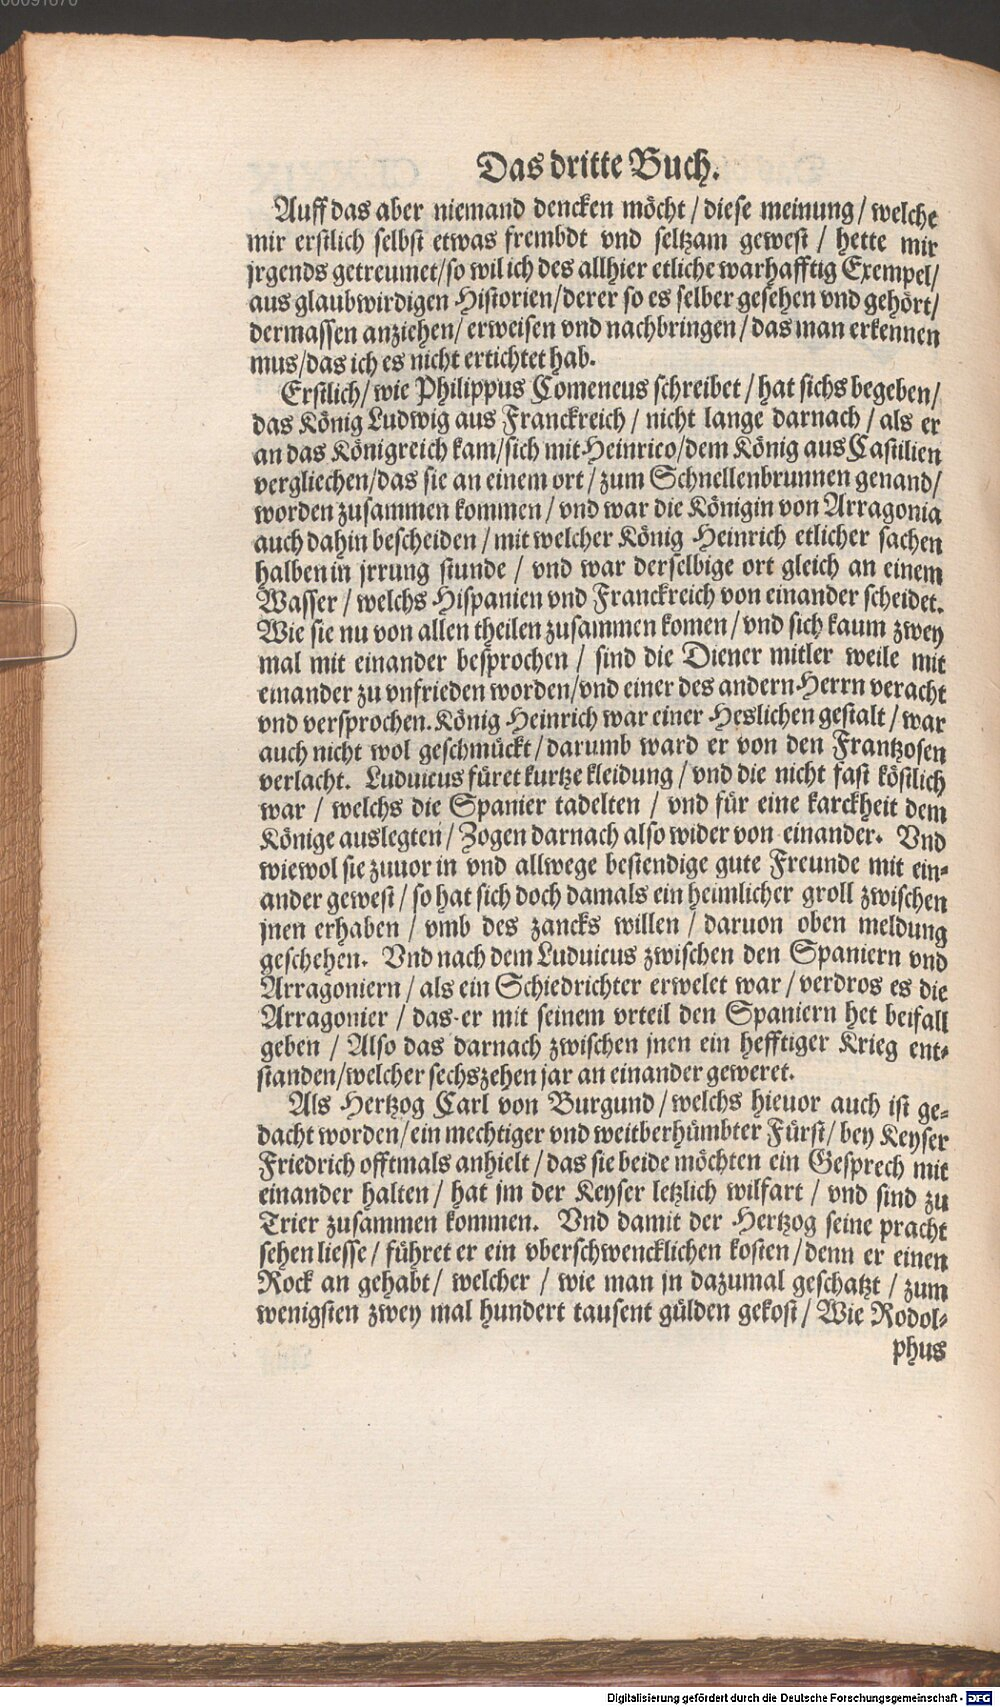 Das dritte Buch.
Auff das aber niemand dencken möcht / diese meinung / welche
mir erstlich selbst etwas frembdt vnd seltzam gewest / hette mir
jrgends getreumet / so wil ich des allhier etliche warhafftig Exempel /
aus glaubwirdigen Historien / derer so es selber gesehen vnd gehört /
dermassen anziehen / erweisen vnd nachbringen / das man erkennen
mus / das ich es nicht ertichtet hab.
Erstlich / wie Philippus Comeneus schreibet / hat sichs begeben /
das König Ludwig aus Franckreich / nicht lange darnach / als er
an das Königreich kam / sich mit Heinrico / dem König aus Castilien
vergliechen / das sie an einem ort / zum Schnellenbrunnen genand /
worden zusammen kommen / vnd war die Königin von Arragonia
auch dahin bescheiden / mit welcher König Heinrich etlicher sachen
halben in jrrung stunde / vnd war derselbige ort gleich an einem
Wasser / welchs Hispanien vnd Franckreich von einander scheidet.
Wie sie nu von allen theilen zusammen komen / vnd sich kaum zwey
mal mit einander besprochen / sind die Diener mitler weile mit
einander zu vnfrieden worden / vnd einer des andern Herrn veracht
vnd versprochen. König Heinrich war einer Heslichen gestalt / war
auch nicht wol geschmückt / darumb ward er von den Frantzosen
verlacht. Luduicus füret kurtze kleidung / vnd die nicht fast köstlich
war / welchs die Spanier tadelten / vnd für eine karckheit dem
Könige auslegten / Zogen darnach also wider von einander. Vnd
wiewol sie zuuor in vnd allwege bestendige gute Freunde mit ein-
ander gewest / so hat sich doch damals ein heimlicher groll zwischen
jnen erhaben / vmb des zancks willen / daruon oben meldung
geschehen. Vnd nach dem Luduicus zwischen den Spaniern vnd
Arragoniern / als ein Schiedrichter erwelet war / verdros es die
Arragonier / das er mit seinem vrteil den Spaniern het beifall
geben / Also das darnach zwischen jnen ein hefftiger Krieg ent-
standen / welcher sechszehen jar an einander geweret.
Als Hertzog Carl von Burgund / welchs hieuor auch ist ge-
dacht worden / ein mechtiger vnd weitberhümbter Fürst / bey Keyser
Friedrich offtmals anhielt / das sie beide möchten ein Gesprech mit
einander halten / hat jm der Keyser letzlich wilfart / vnd sind zu
Trier zusammen kommen. Vnd damit der Hertzog seine pracht
sehen liesse / führet er ein vberschwencklichen kosten / denn er einen
Rock an gehabt / welcher / wie man jn dazumal geschatzt / zum
wenigsten zwey mal hundert tausent gülden gekost / Wie Rodol-
phus
Digitalisierung gefördert durch die Deutsche Forschungsgemeinschaft - DFG